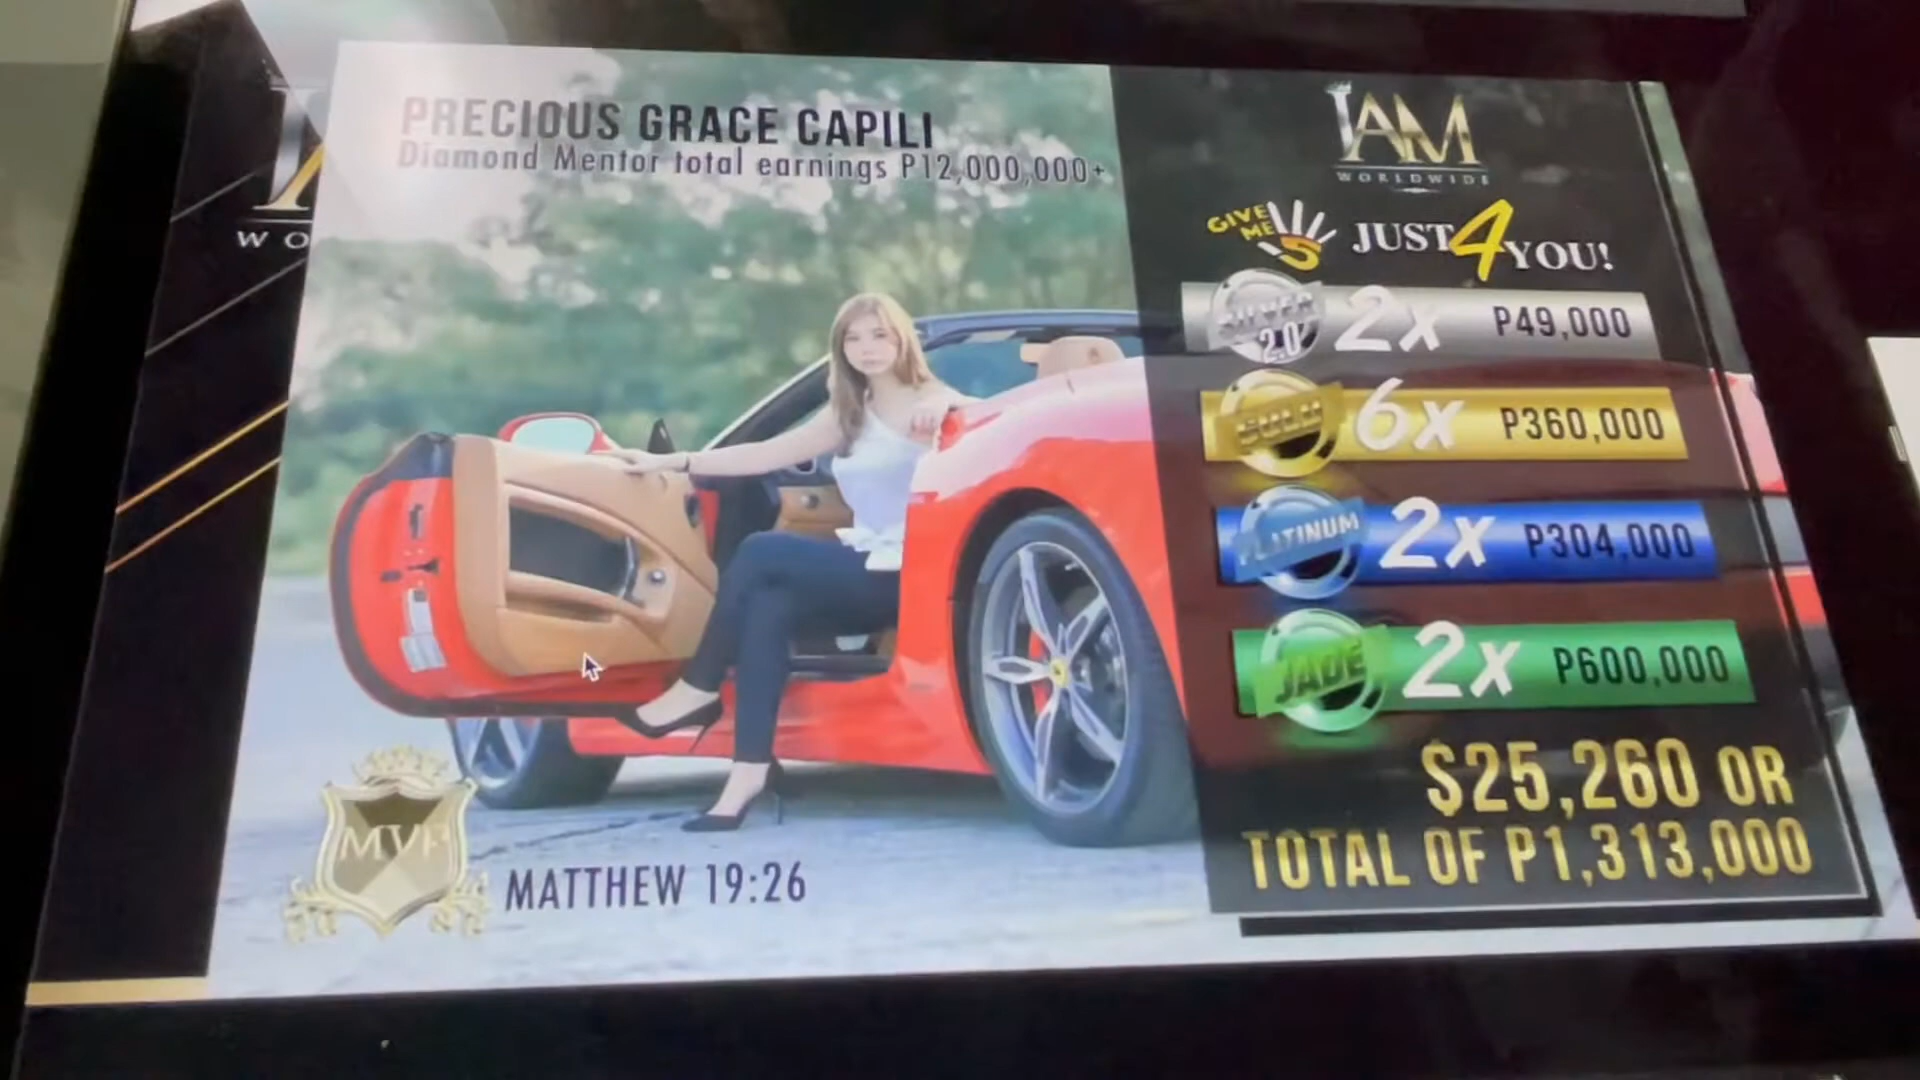 PRECIOUS GRACE CAPILI
Diamond Mentor total earnings P12,000,000+
WO
MVP
MATTHEW 19:26
IAM
WORLDWIDE
GIVE ME 5
JUST 4 YOU!
SILVER 2.0 2x P49,000
GOLD 6x P360,000
PLATINUM 2x P304,000
JADE 2x P600,000
$25,260 OR
TOTAL OF P1,313,000